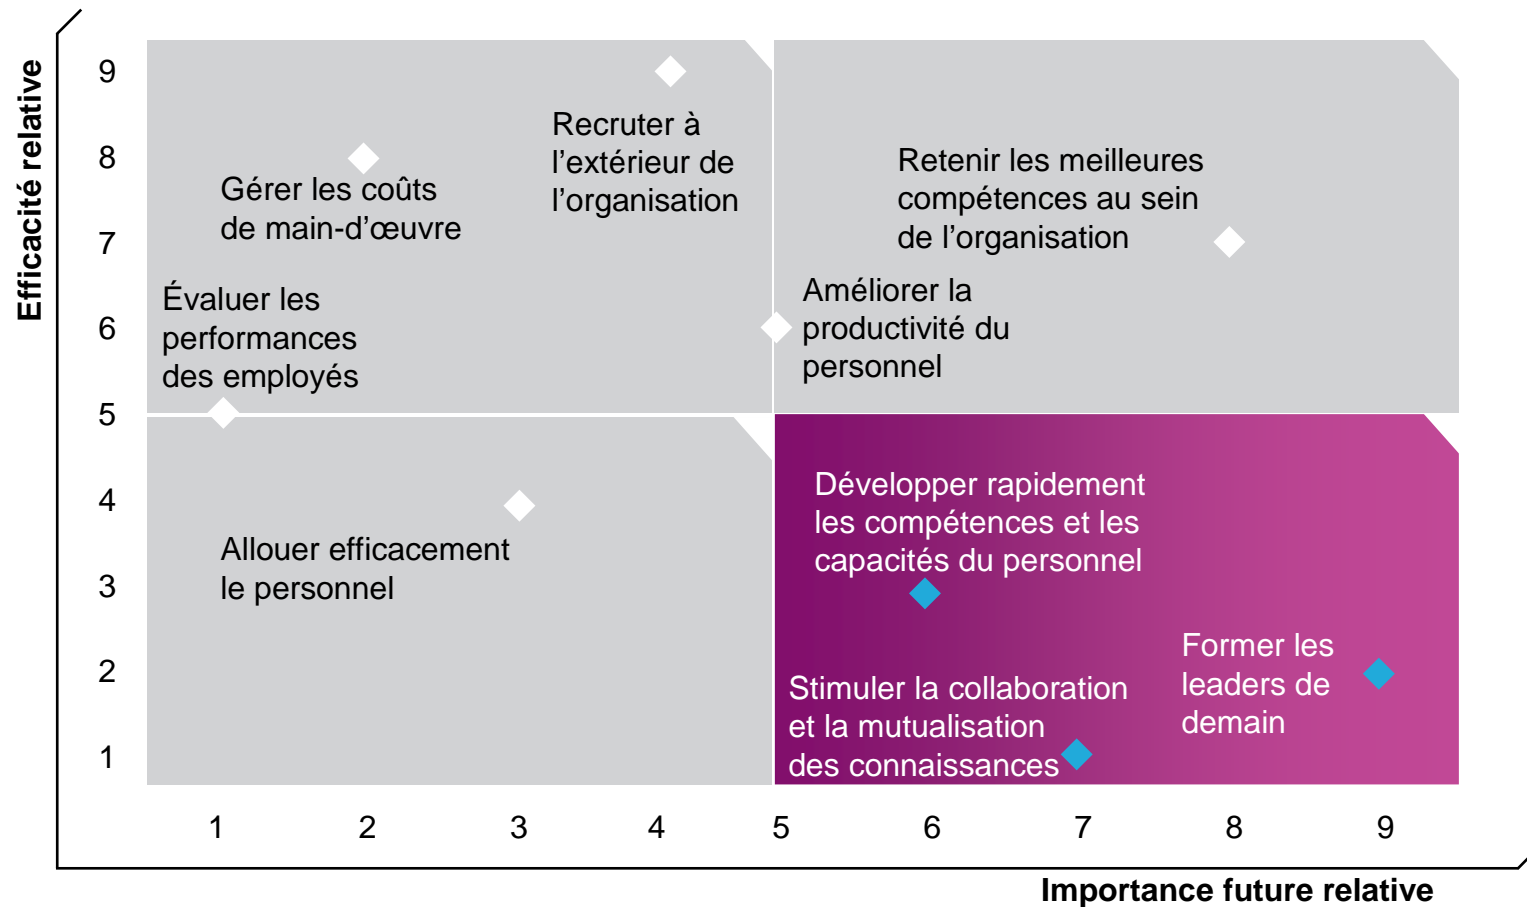 Efficacité relative
9
8
7
6
5
4
3
2
1
Recruter à
l’extérieur de
l’organisation
Gérer les coûts
de main-d’œuvre
Évaluer les
performances
des employés
Retenir les meilleures
compétences au sein
de l’organisation
Améliorer la
productivité du
personnel
Allouer efficacement
le personnel
Développer rapidement
les compétences et les
capacités du personnel
Former les
leaders de
demain
Stimuler la collaboration
et la mutualisation
des connaissances
1 2 3 4 5 6 7 8 9
Importance future relative